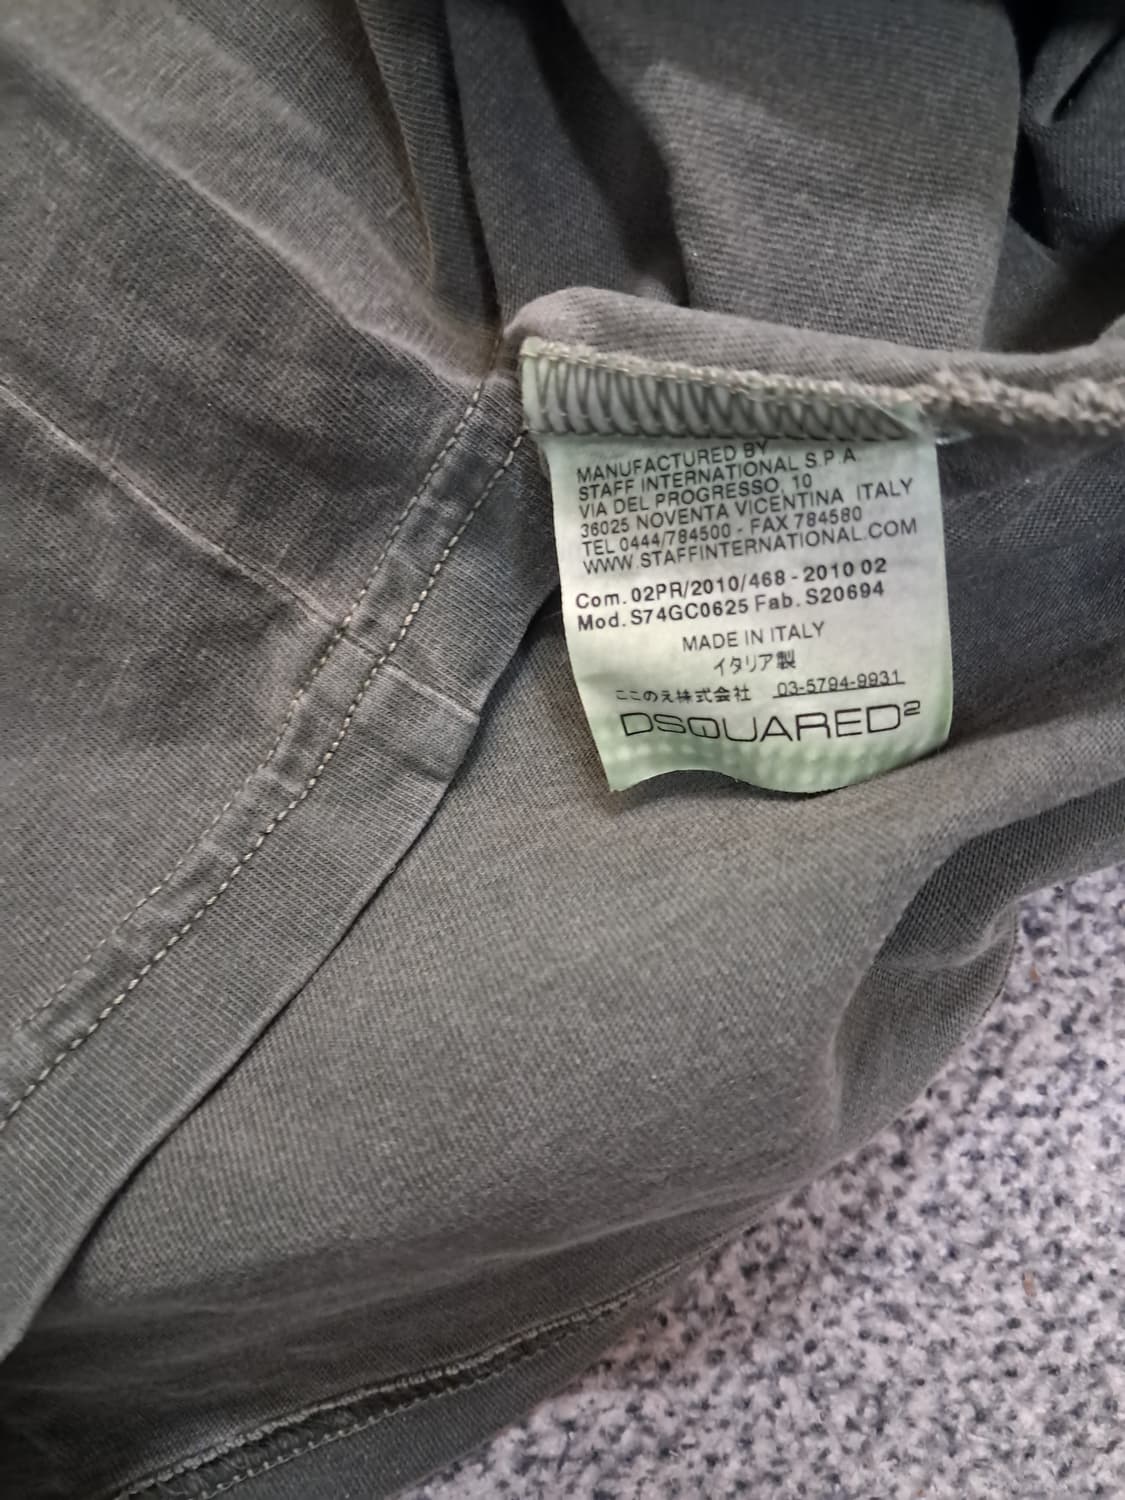 MANUFACTURED BY
STAFF INTERNATIONAL S.P.A.
VIA DEL PROGRESSO, 10
36025 NOVENTA VICENTINA ITALY
TEL 0444/784500 - FAX 784580
WWW.STAFFINTERNATIONAL.COM
Com. 02PR/2010/468 - 2010 02
Mod. S74GC0625 Fab. S20694
MADE IN ITALY
イタリア製
ここのえ株式会社 03-5794-9931
DSQUARED²